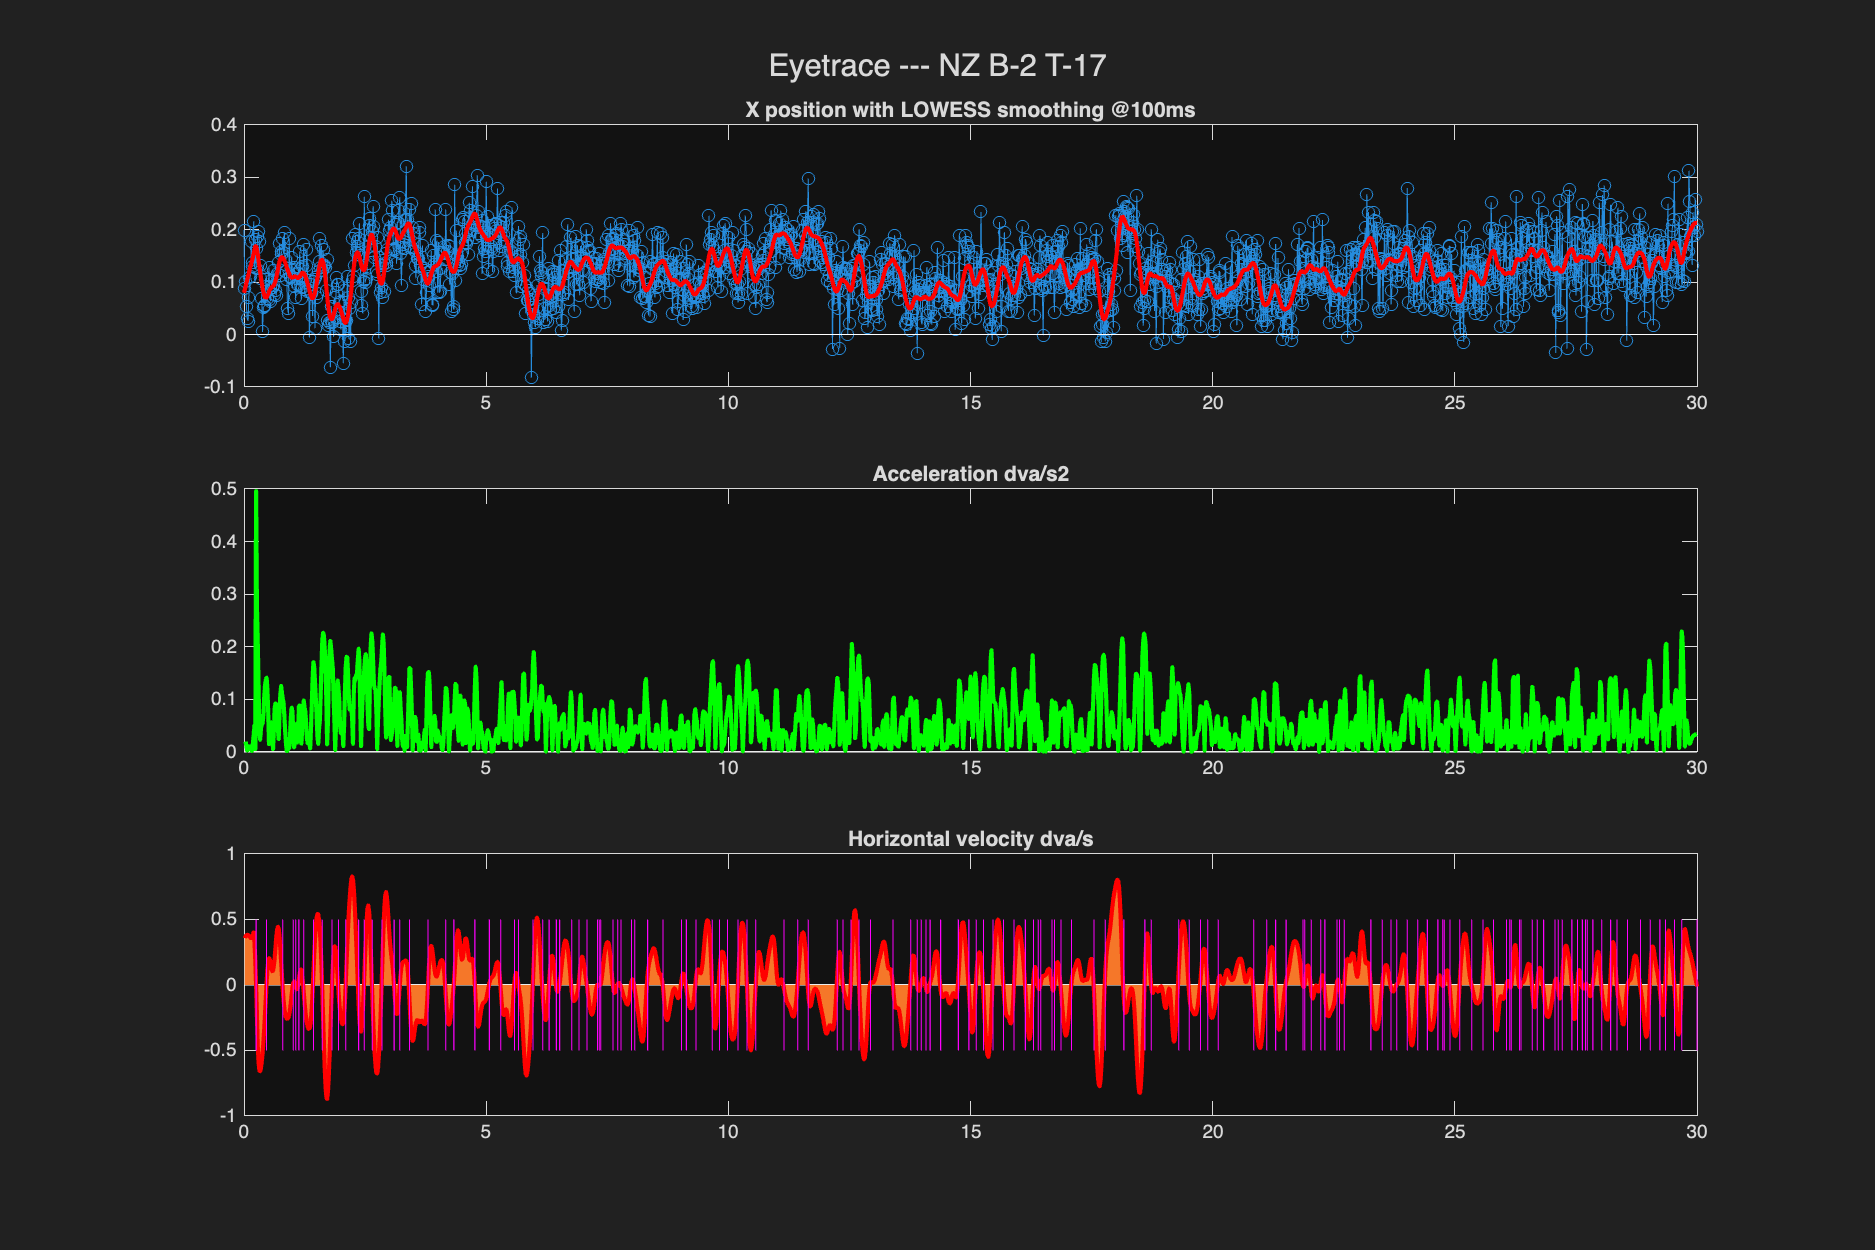 Eyetrace --- NZ B-2 T-17
X position with LOWESS smoothing @100ms
0.4
0.3
0.2
0.1
0
-0.1
0 5 10 15 20 25 30
Acceleration dva/s2
0.5
0.4
0.3
0.2
0.1
0
0 5 10 15 20 25 30
Horizontal velocity dva/s
1
0.5
0
-0.5
-1
0 5 10 15 20 25 30